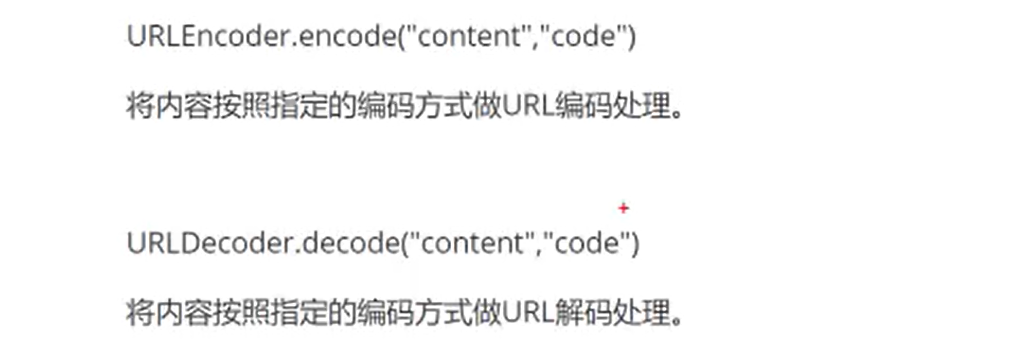 URLEncoder.encode("content","code")
将内容按照指定的编码方式做URL编码处理。
URLDecoder.decode("content","code")
将内容按照指定的编码方式做URL解码处理。